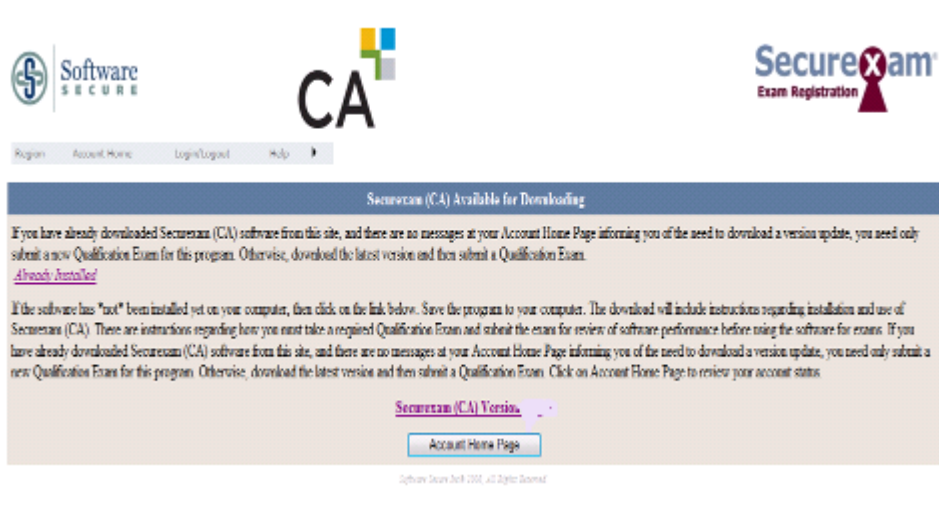 Software
SECURE
CA
Securexam
Exam Registration
Region Account Home Login/Logout Help
Securexam (CA) Available for Downloading
If you have already downloaded Securexam (CA) software from this site, and there are no messages at your Account Home Page informing you of the need to download a version update, you need only
submit a new Qualification Exam for this program. Otherwise, download the latest version and then submit a Qualification Exam.
Already Installed
If the software has *not* been installed yet on your computer, then click on the link below. Save the program to your computer. The download will include instructions regarding installation and use of
Securexam (CA). There are instructions regarding how you must take a required Qualification Exam and submit the exam for review of software performance before using the software for exams. If you
have already downloaded Securexam (CA) software from this site, and there are no messages at your Account Home Page informing you of the need to download a version update, you need only submit a
new Qualification Exam for this program. Otherwise, download the latest version and then submit a Qualification Exam. Click on Account Home Page to review your account status.
Securexam (CA) Version
Account Home Page
Software Secure All Rights Reserved